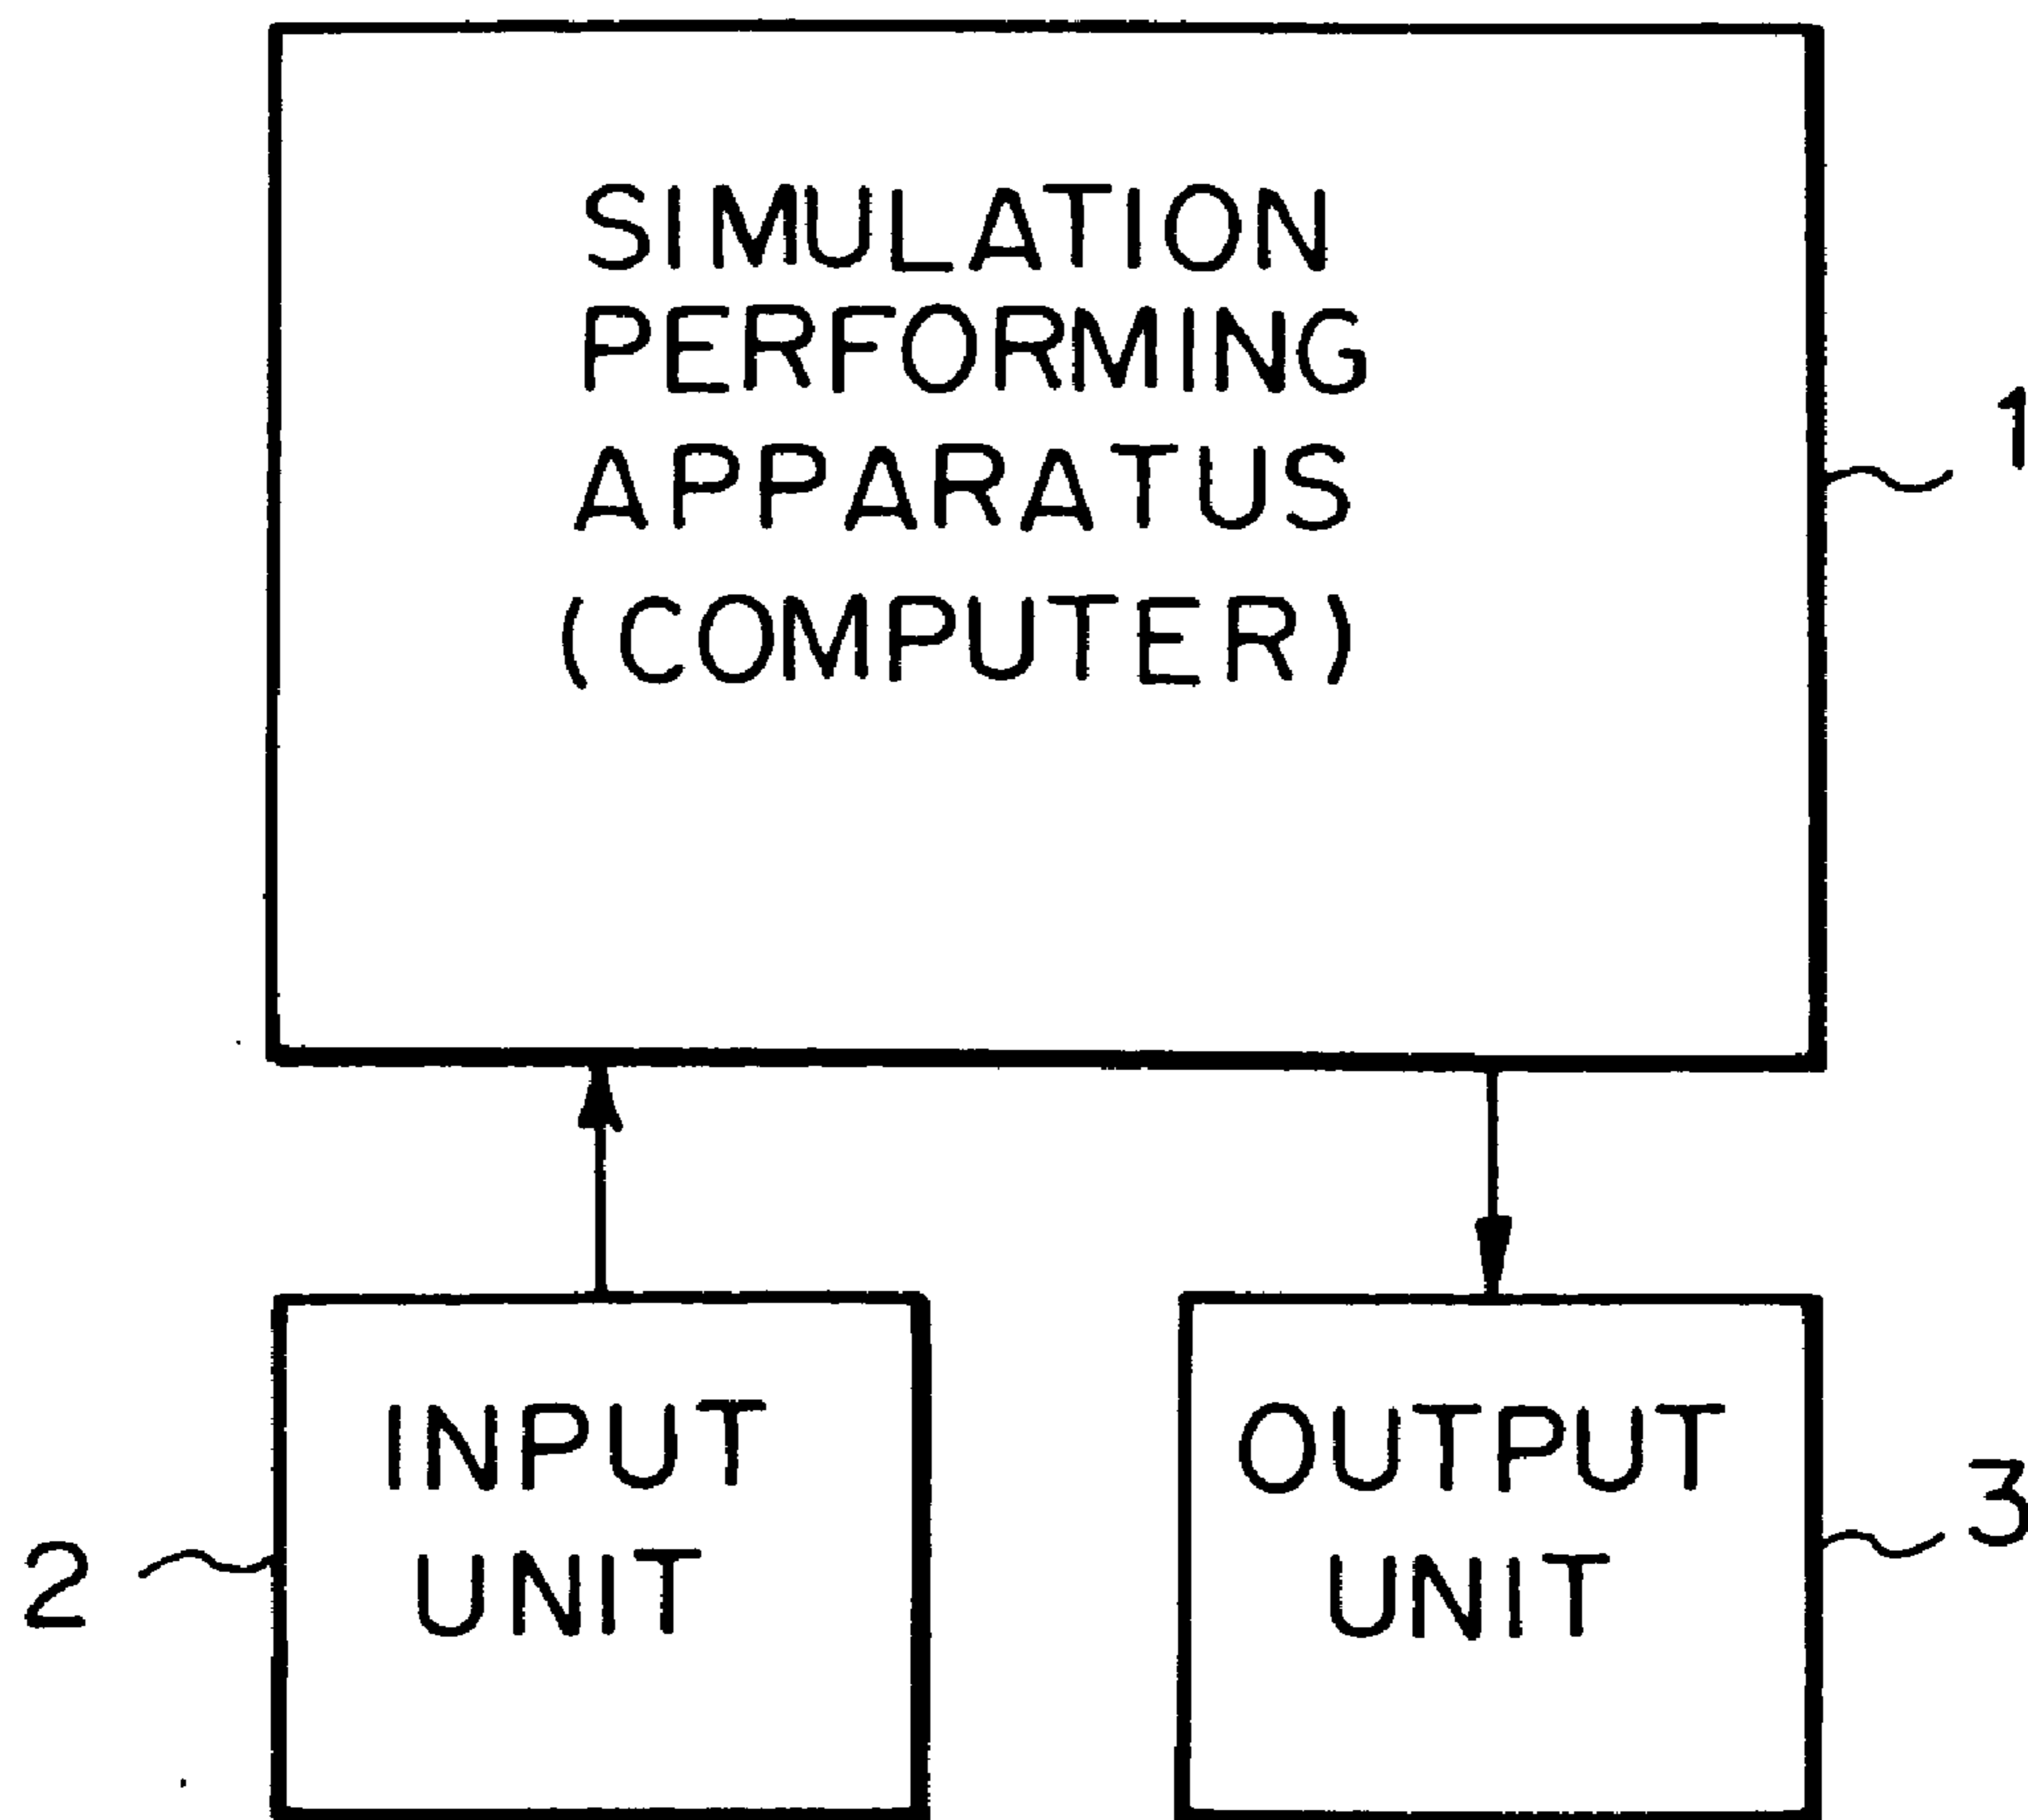 SIMULATION
PERFORMING
APPARATUS
(COMPUTER)
1
INPUT
UNIT
2
OUTPUT
UNIT
3